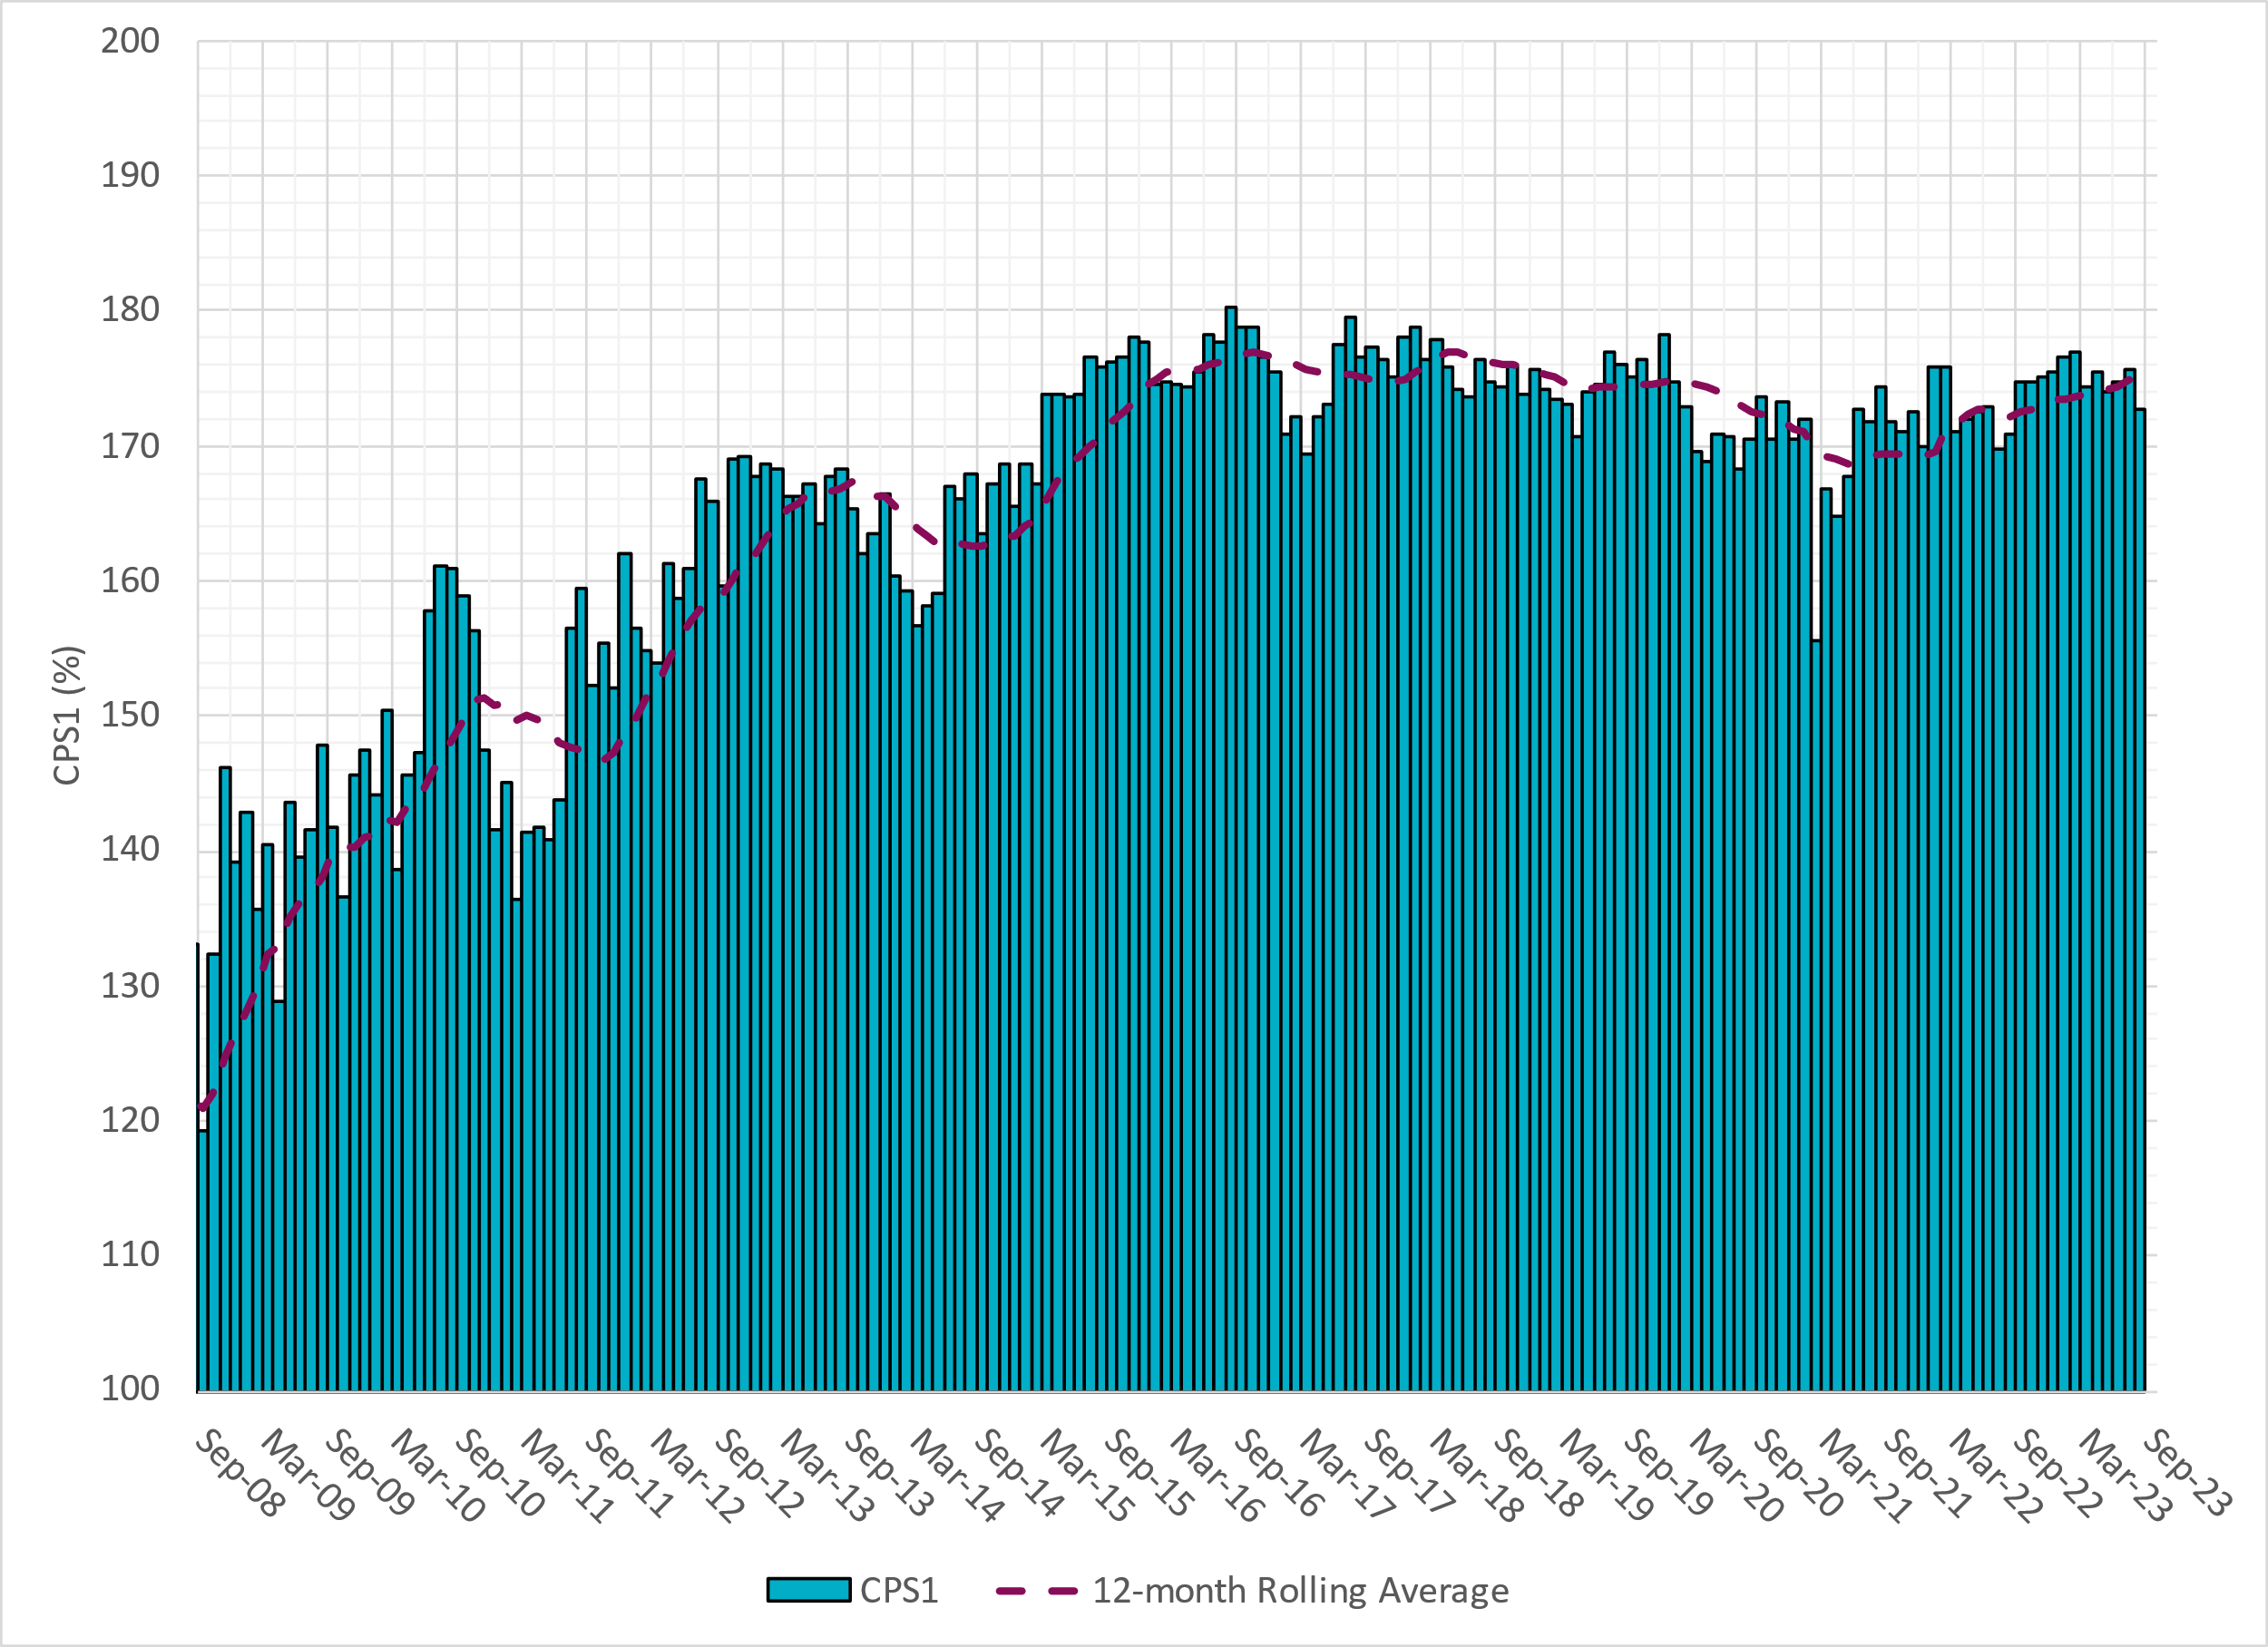 200
190
180
170
160
150
140
130
120
110
100
CPS1 (%)
Sep-08
Mar-09
Sep-09
Mar-10
Sep-10
Mar-11
Sep-11
Mar-12
Sep-12
Mar-13
Sep-13
Mar-14
Sep-14
Mar-15
Sep-15
Mar-16
Sep-16
Mar-17
Sep-17
Mar-18
Sep-18
Mar-19
Sep-19
Mar-20
Sep-20
Mar-21
Sep-21
Mar-22
Sep-22
Mar-23
Sep-23
CPS1
12-month Rolling Average